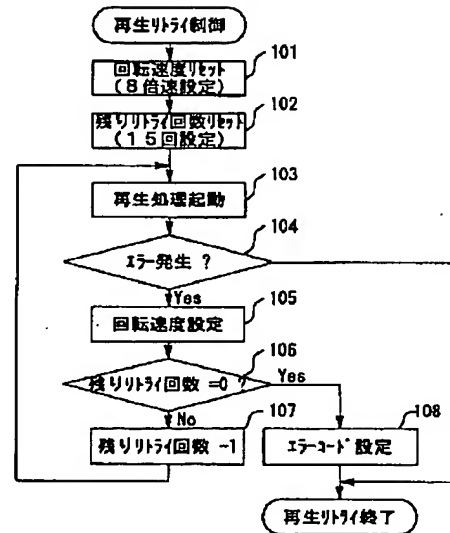 再生ﾘﾄﾗｲ制御
101
回転速度ﾘｾｯﾄ
(８倍速設定)
102
残りﾘﾄﾗｲ回数ﾘｾｯﾄ
(１５回設定)
103
再生処理起動
104
ｴﾗｰ発生 ?
Yes
105
回転速度設定
106
残りﾘﾄﾗｲ回数 =0 ?
Yes
No
107
残りﾘﾄﾗｲ回数 -1
108
ｴﾗｰｺｰﾄﾞ設定
再生ﾘﾄﾗｲ終了